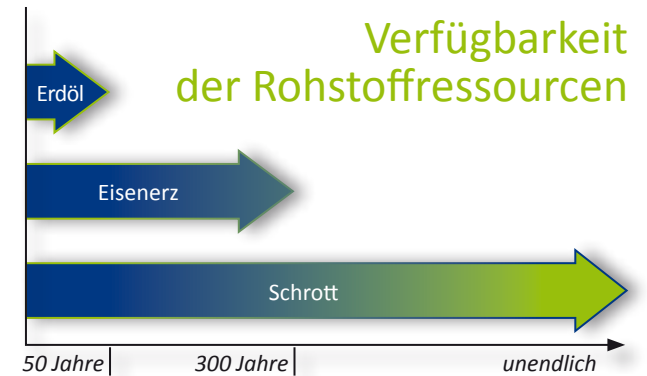 Verfügbarkeit
der Rohstoffressourcen
Erdöl
Eisenerz
Schrott
50 Jahre
300 Jahre
unendlich